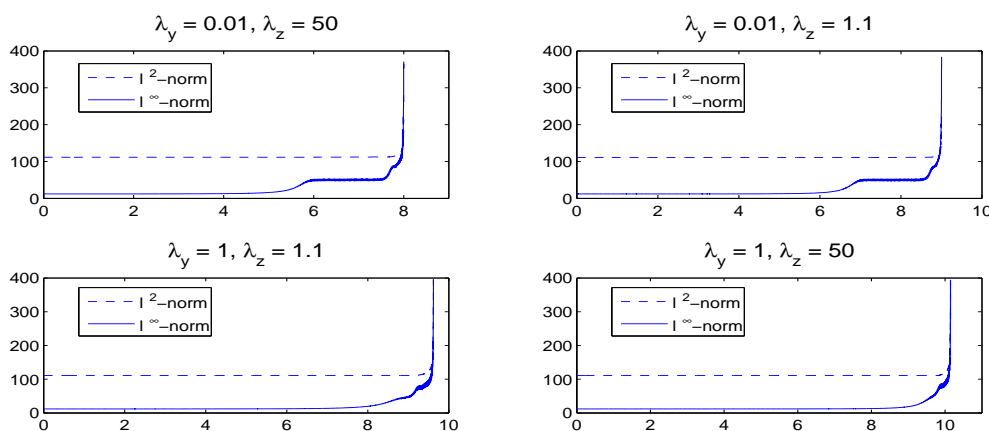 λy = 0.01, λz = 50
400
300
200
100
0
l 2−norm
l ∞−norm
0 2 4 6 8
λy = 0.01, λz = 1.1
400
300
200
100
0
l 2−norm
l ∞−norm
0 2 4 6 8 10
λy = 1, λz = 1.1
400
300
200
100
0
l 2−norm
l ∞−norm
0 2 4 6 8 10
λy = 1, λz = 50
400
300
200
100
0
l 2−norm
l ∞−norm
0 2 4 6 8 10